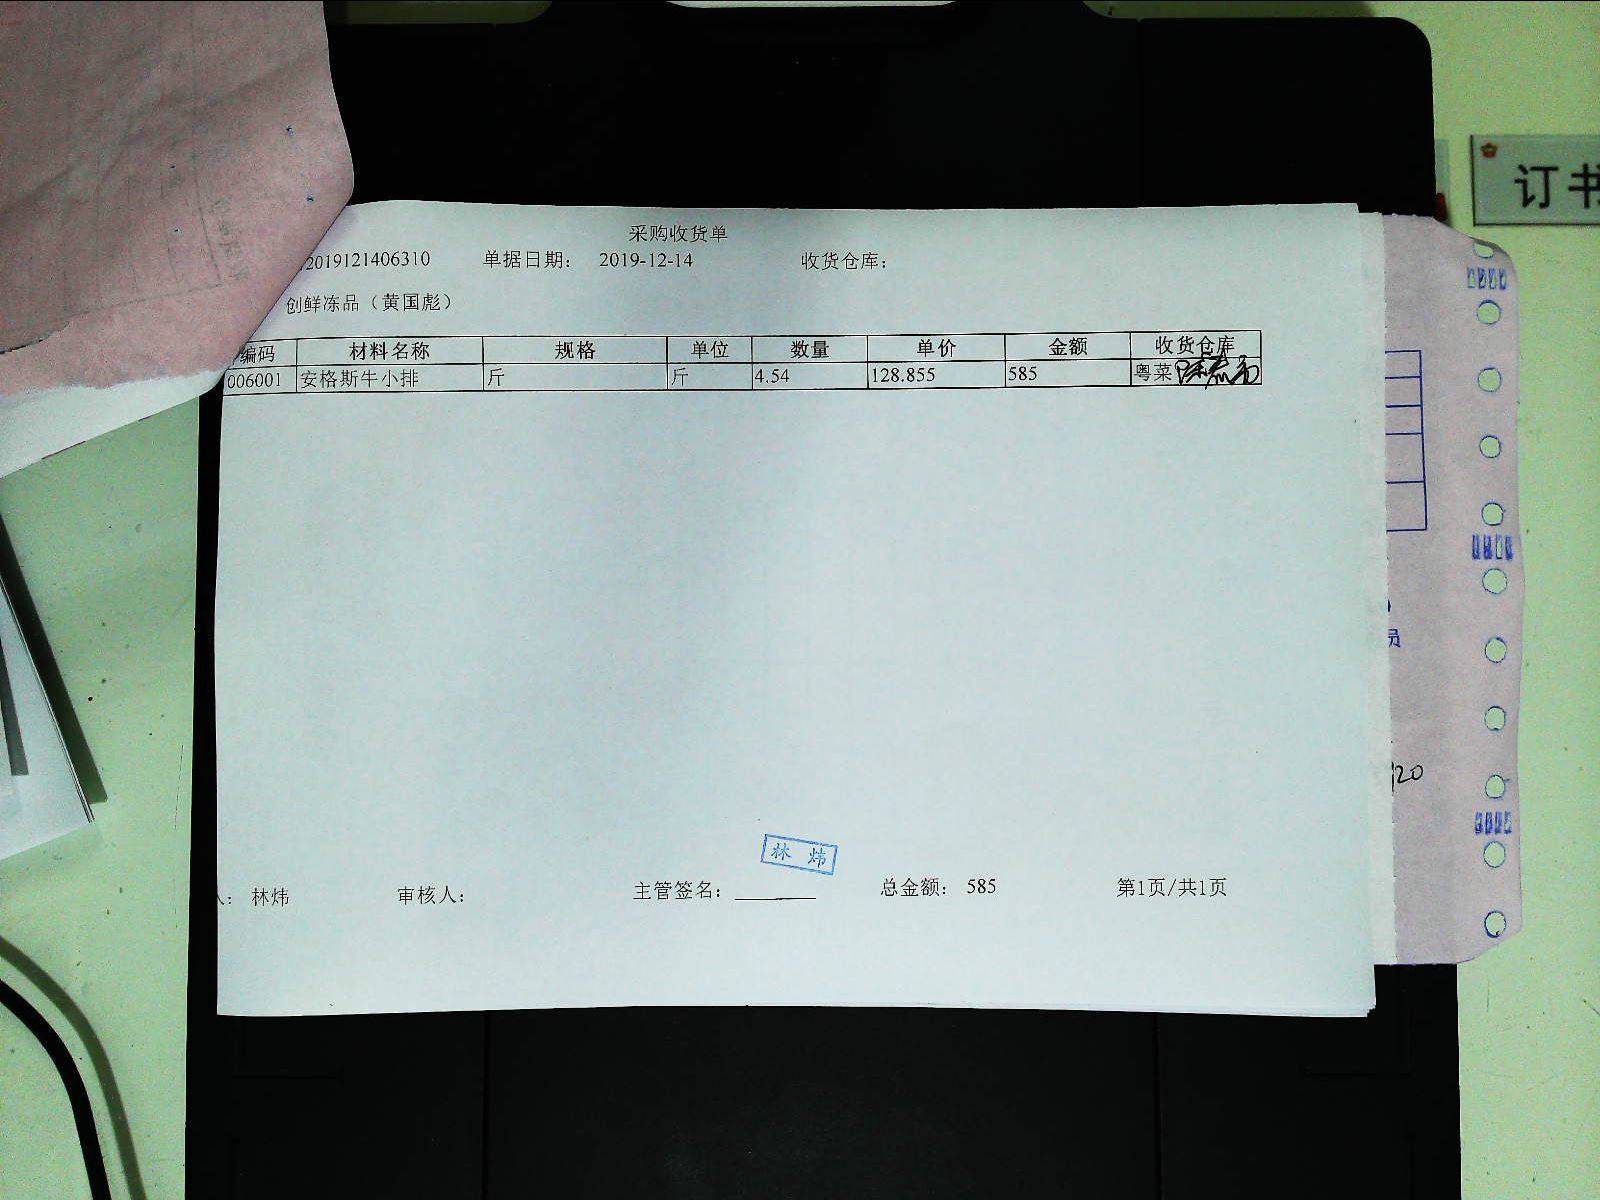 采购收货单
2019121406310 单据日期: 2019-12-14 收货仓库:
创鲜冻品（黄国彪）
编码 材料名称 规格 单位 数量 单价 金额 收货仓库
006001 安格斯牛小排 斤 斤 4.54 128.855 585 粤菜
林 炜
: 林炜 审核人: 主管签名: 总金额: 585 第1页/共1页
订书
员
120